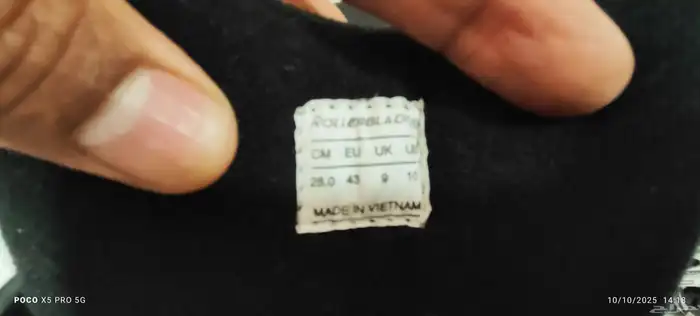 ROLLERBLADE
CM EU UK U
28.0 43 9 10
MADE IN VIETNAM
POCO X5 PRO 5G
10/10/2025 14:18